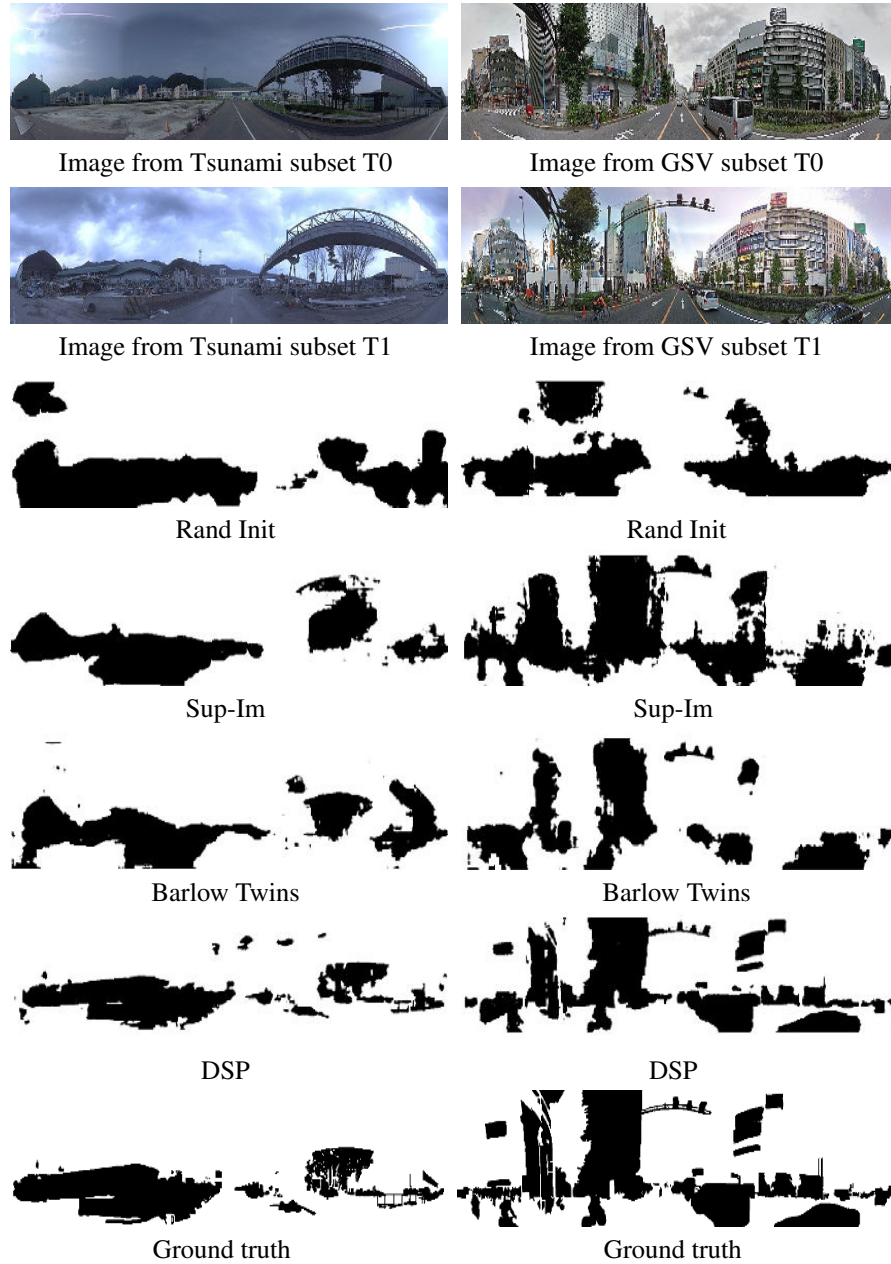 Image from Tsunami subset T0
Image from GSV subset T0
Image from Tsunami subset T1
Image from GSV subset T1
Rand Init
Rand Init
Sup-Im
Sup-Im
Barlow Twins
Barlow Twins
DSP
DSP
Ground truth
Ground truth